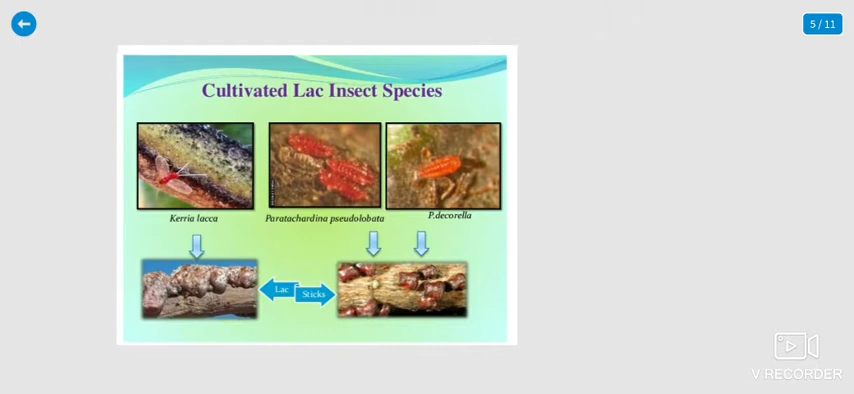 5 / 11
Cultivated Lac Insect Species
Kerria lacca
Paratachardina pseudolobata
P.decorella
Lac
Sticks
V RECORDER